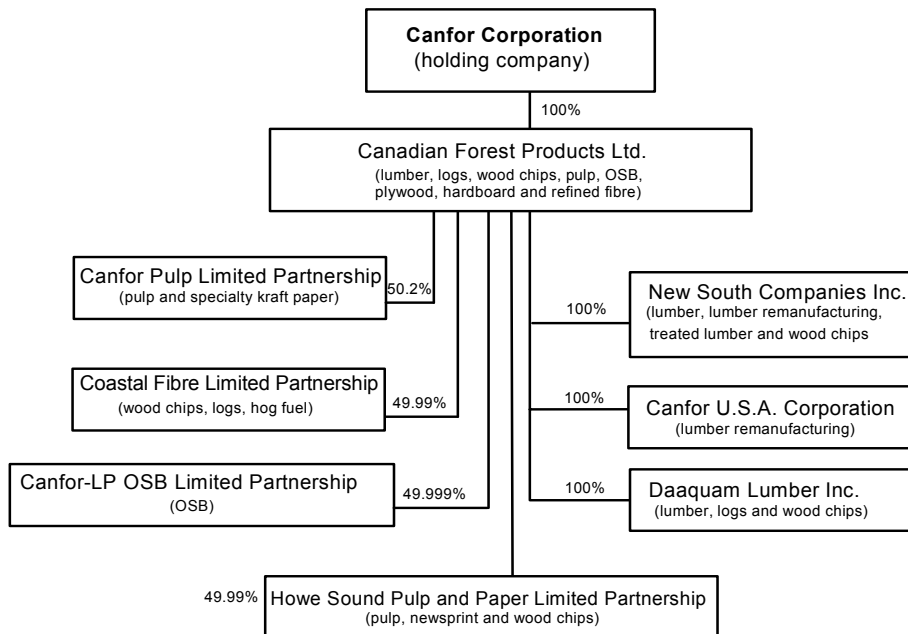 Canfor Corporation
(holding company)
100%
Canadian Forest Products Ltd.
(lumber, logs, wood chips, pulp, OSB,
plywood, hardboard and refined fibre)
Canfor Pulp Limited Partnership
(pulp and specialty kraft paper)
50.2%
100%
New South Companies Inc.
(lumber, lumber remanufacturing,
treated lumber and wood chips
Coastal Fibre Limited Partnership
(wood chips, logs, hog fuel)
49.99%
100%
Canfor U.S.A. Corporation
(lumber remanufacturing)
Canfor-LP OSB Limited Partnership
(OSB)
49.999%
100%
Daaquam Lumber Inc.
(lumber, logs and wood chips)
49.99%
Howe Sound Pulp and Paper Limited Partnership
(pulp, newsprint and wood chips)